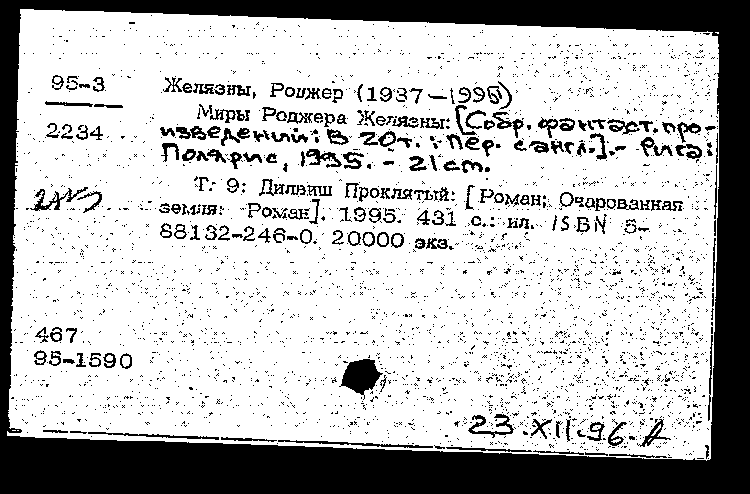 95-3
Желязны, Роджер (1937-1995)
Миры Роджера Желязны: [Собр. фантаст. про-
2234
изведений: В 20 т. : Пер. с англ.]. - Рига:
Полярис, 1995. - 21 cm.
Т. 9: Дилвиш Проклятый: [Роман; Очарованная
земля: Роман]. 1995. 431 с.: ил. ISBN 5-
88132-246-0. 20000 экз.
467
95-1590
23.XII.96.